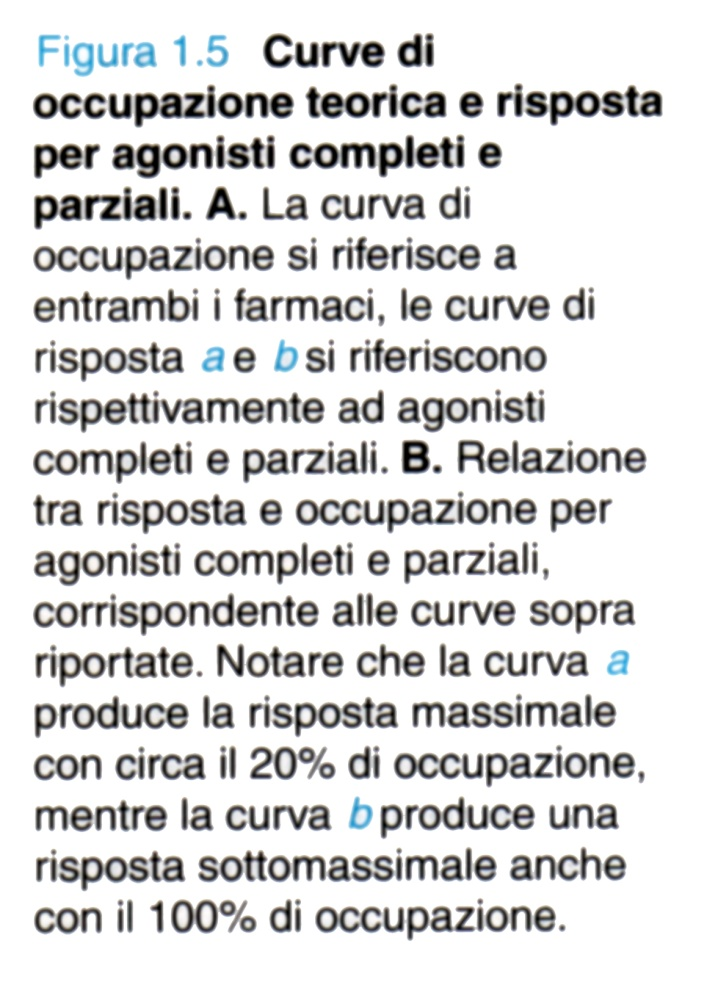 Figura 1.5 Curve di
occupazione teorica e risposta
per agonisti completi e
parziali. A. La curva di
occupazione si riferisce a
entrambi i farmaci, le curve di
risposta a e b si riferiscono
rispettivamente ad agonisti
completi e parziali. B. Relazione
tra risposta e occupazione per
agonisti completi e parziali,
corrispondente alle curve sopra
riportate. Notare che la curva a
produce la risposta massimale
con circa il 20% di occupazione,
mentre la curva b produce una
risposta sottomassimale anche
con il 100% di occupazione.